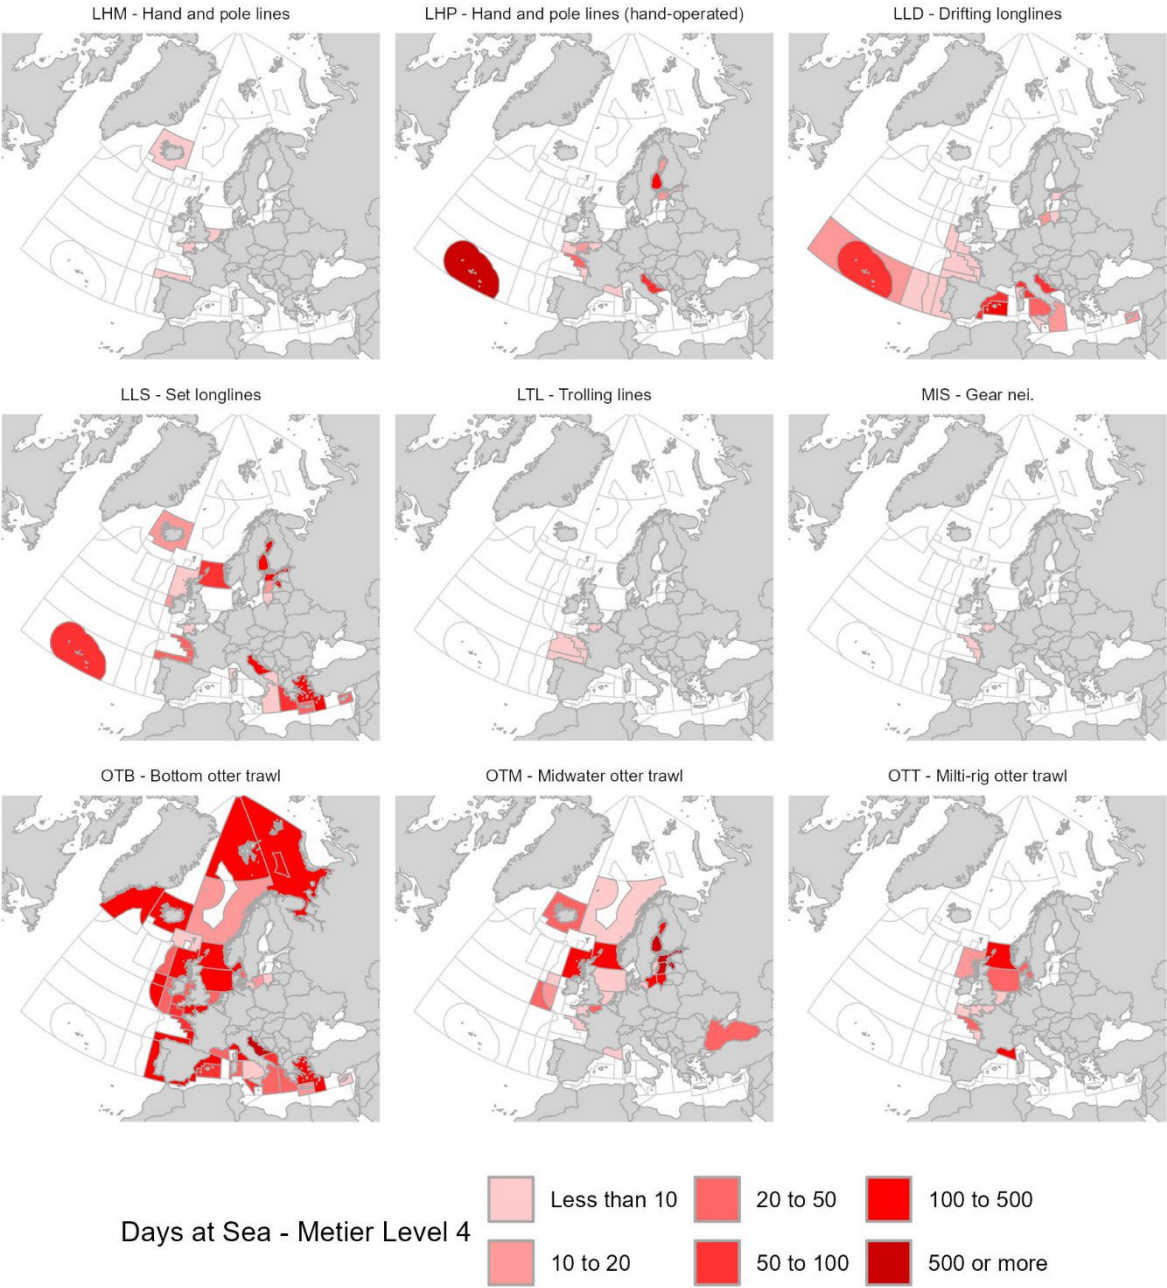 LHM - Hand and pole lines
LHP - Hand and pole lines (hand-operated)
LLD - Drifting longlines
LLS - Set longlines
LTL - Trolling lines
MIS - Gear nei.
OTB - Bottom otter trawl
OTM - Midwater otter trawl
OTT - Milti-rig otter trawl
Days at Sea - Metier Level 4
Less than 10
20 to 50
100 to 500
10 to 20
50 to 100
500 or more